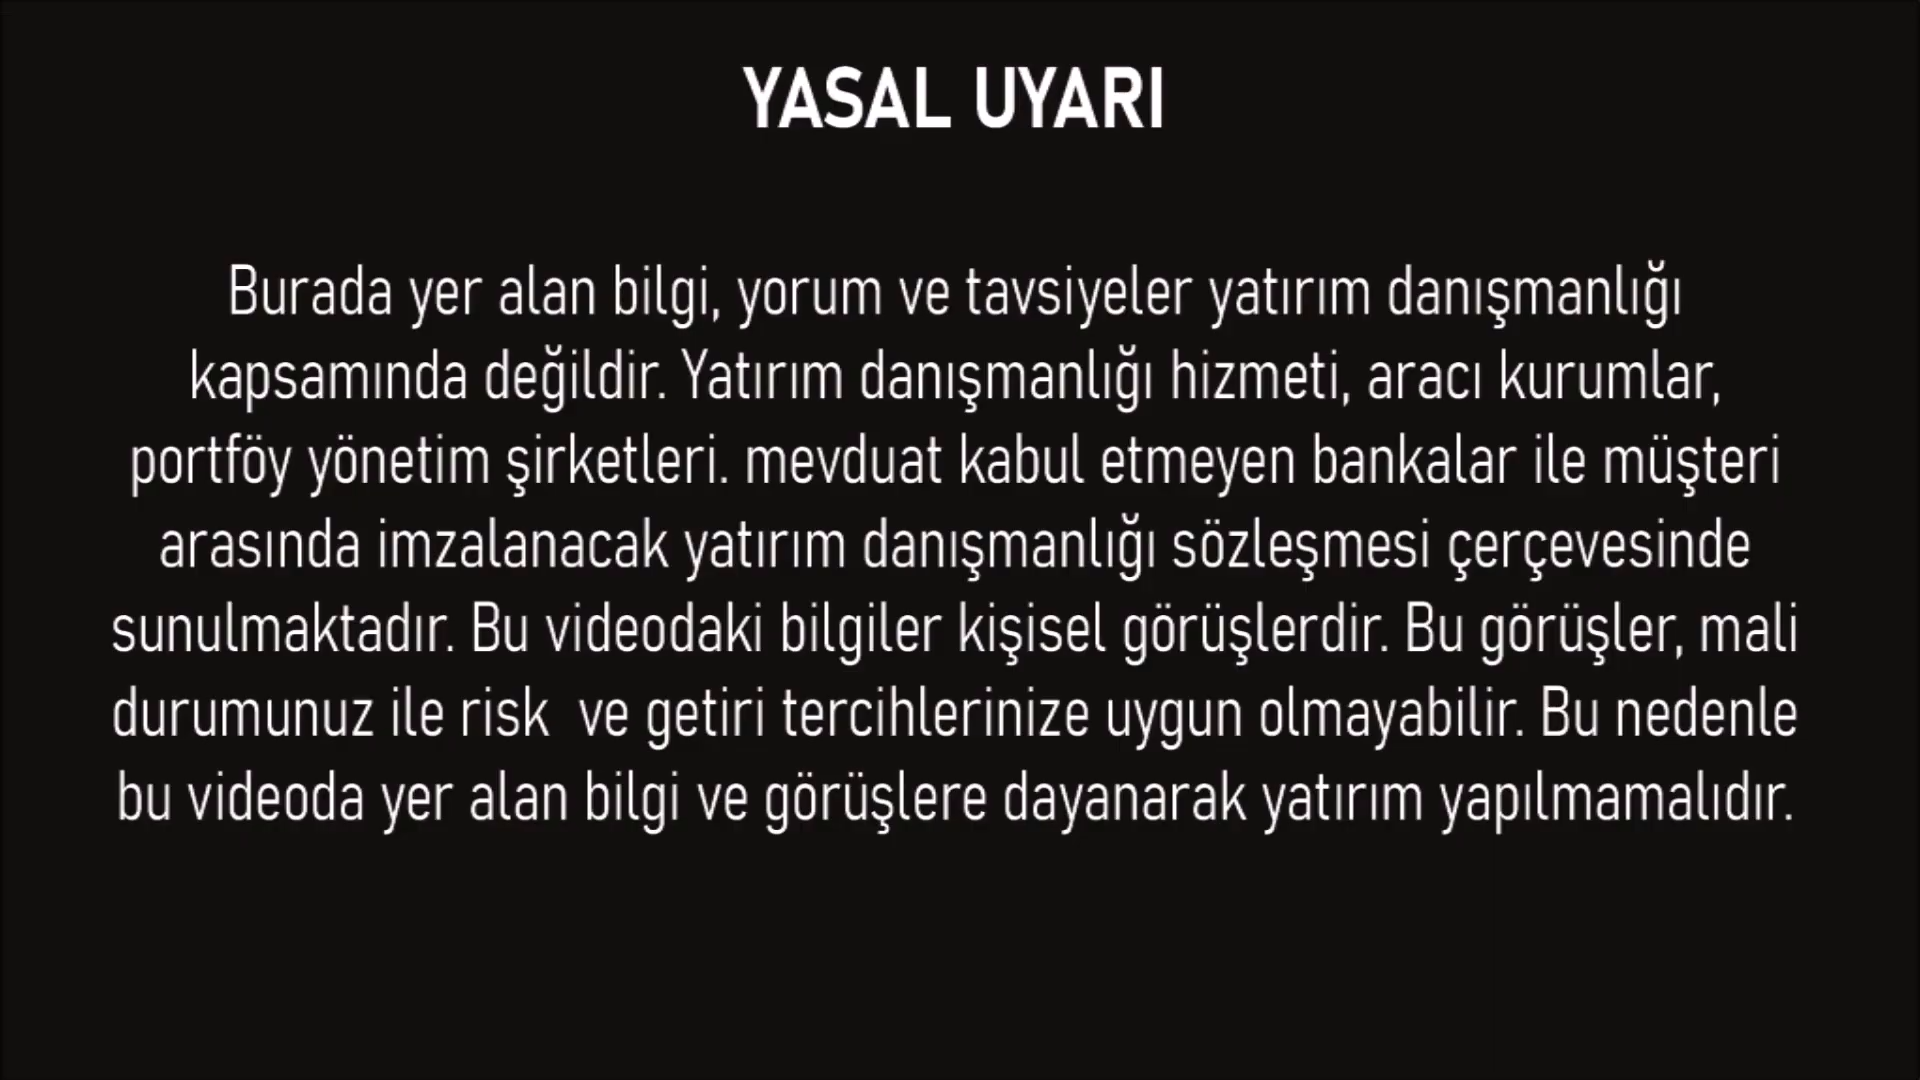 YASAL UYARI
Burada yer alan bilgi, yorum ve tavsiyeler yatırım danışmanlığı
kapsamında değildir. Yatırım danışmanlığı hizmeti, aracı kurumlar,
portföy yönetim şirketleri. mevduat kabul etmeyen bankalar ile müşteri
arasında imzalanacak yatırım danışmanlığı sözleşmesi çerçevesinde
sunulmaktadır. Bu videodaki bilgiler kişisel görüşlerdir. Bu görüşler, mali
durumunuz ile risk  ve getiri tercihlerinize uygun olmayabilir. Bu nedenle
bu videoda yer alan bilgi ve görüşlere dayanarak yatırım yapılmamalıdır.